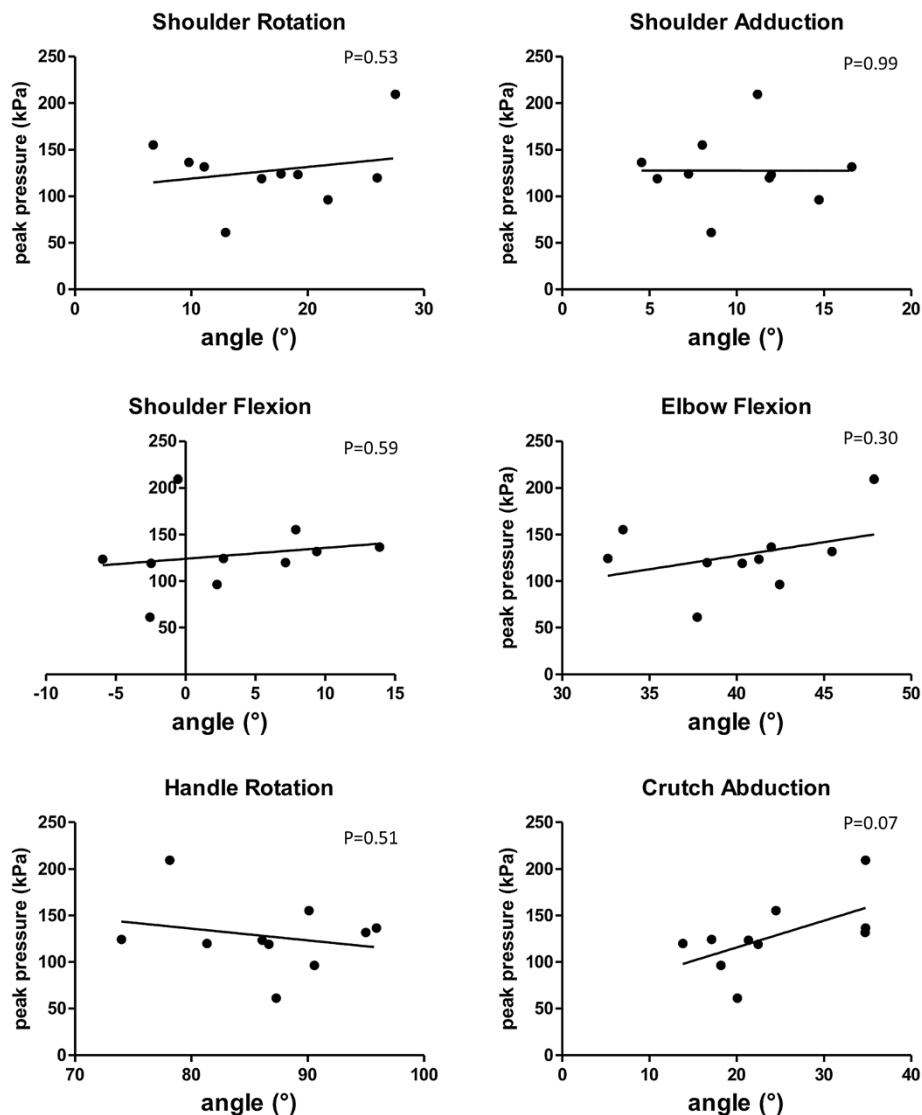 Shoulder Rotation
P=0.53
peak pressure (kPa)
250
200
150
100
50
0
0 10 20 30
angle (°)
Shoulder Adduction
P=0.99
peak pressure (kPa)
250
200
150
100
50
0
0 5 10 15 20
angle (°)
Shoulder Flexion
P=0.59
peak pressure (kPa)
250
200
150
100
50
-10 -5 0 5 10 15
angle (°)
Elbow Flexion
P=0.30
peak pressure (kPa)
250
200
150
100
50
0
30 35 40 45 50
angle (°)
Handle Rotation
P=0.51
peak pressure (kPa)
250
200
150
100
50
0
70 80 90 100
angle (°)
Crutch Abduction
P=0.07
peak pressure (kPa)
250
200
150
100
50
0
0 10 20 30 40
angle (°)